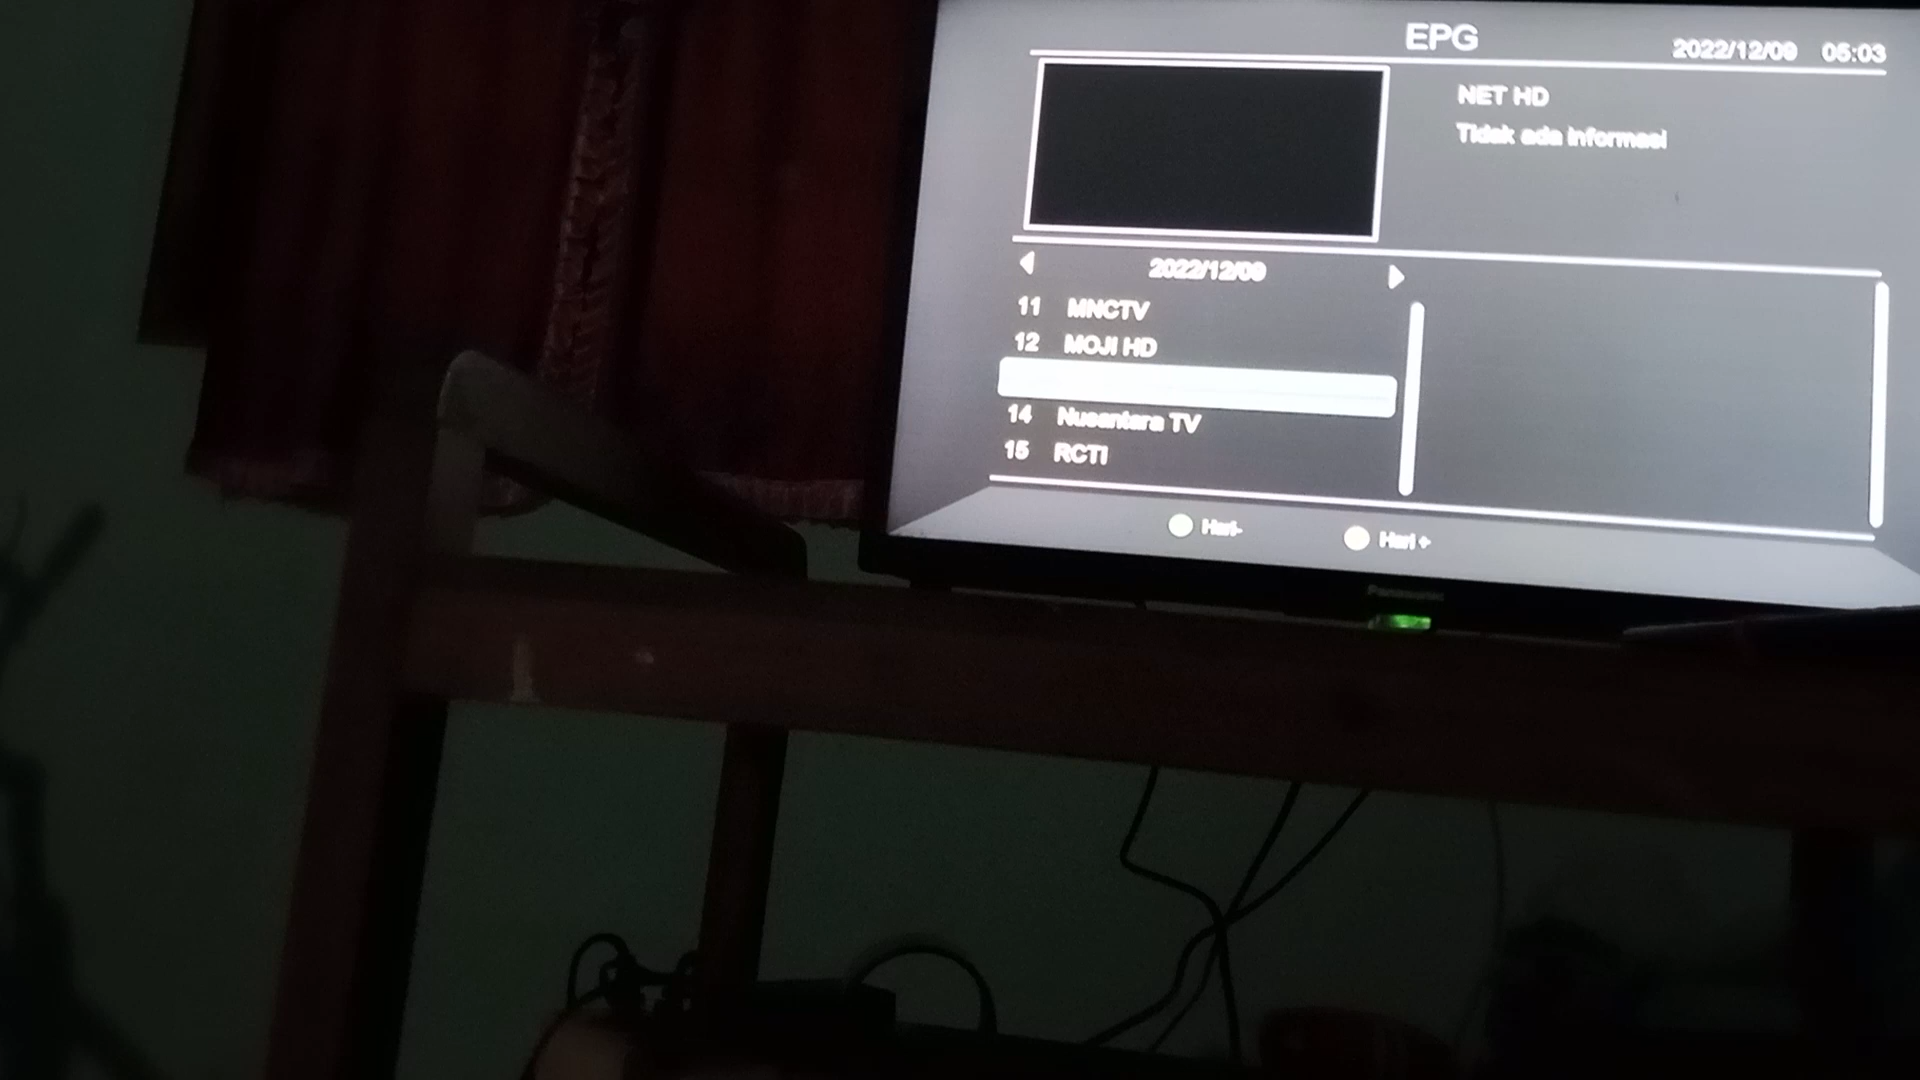 EPG
2022/12/09 05:03
NET HD
Tidak ada informasi
2022/12/09
11 MNCTV
12 MOJI HD
14 Nusantara TV
15 RCTI
Hari-
Hari+
Panasonic